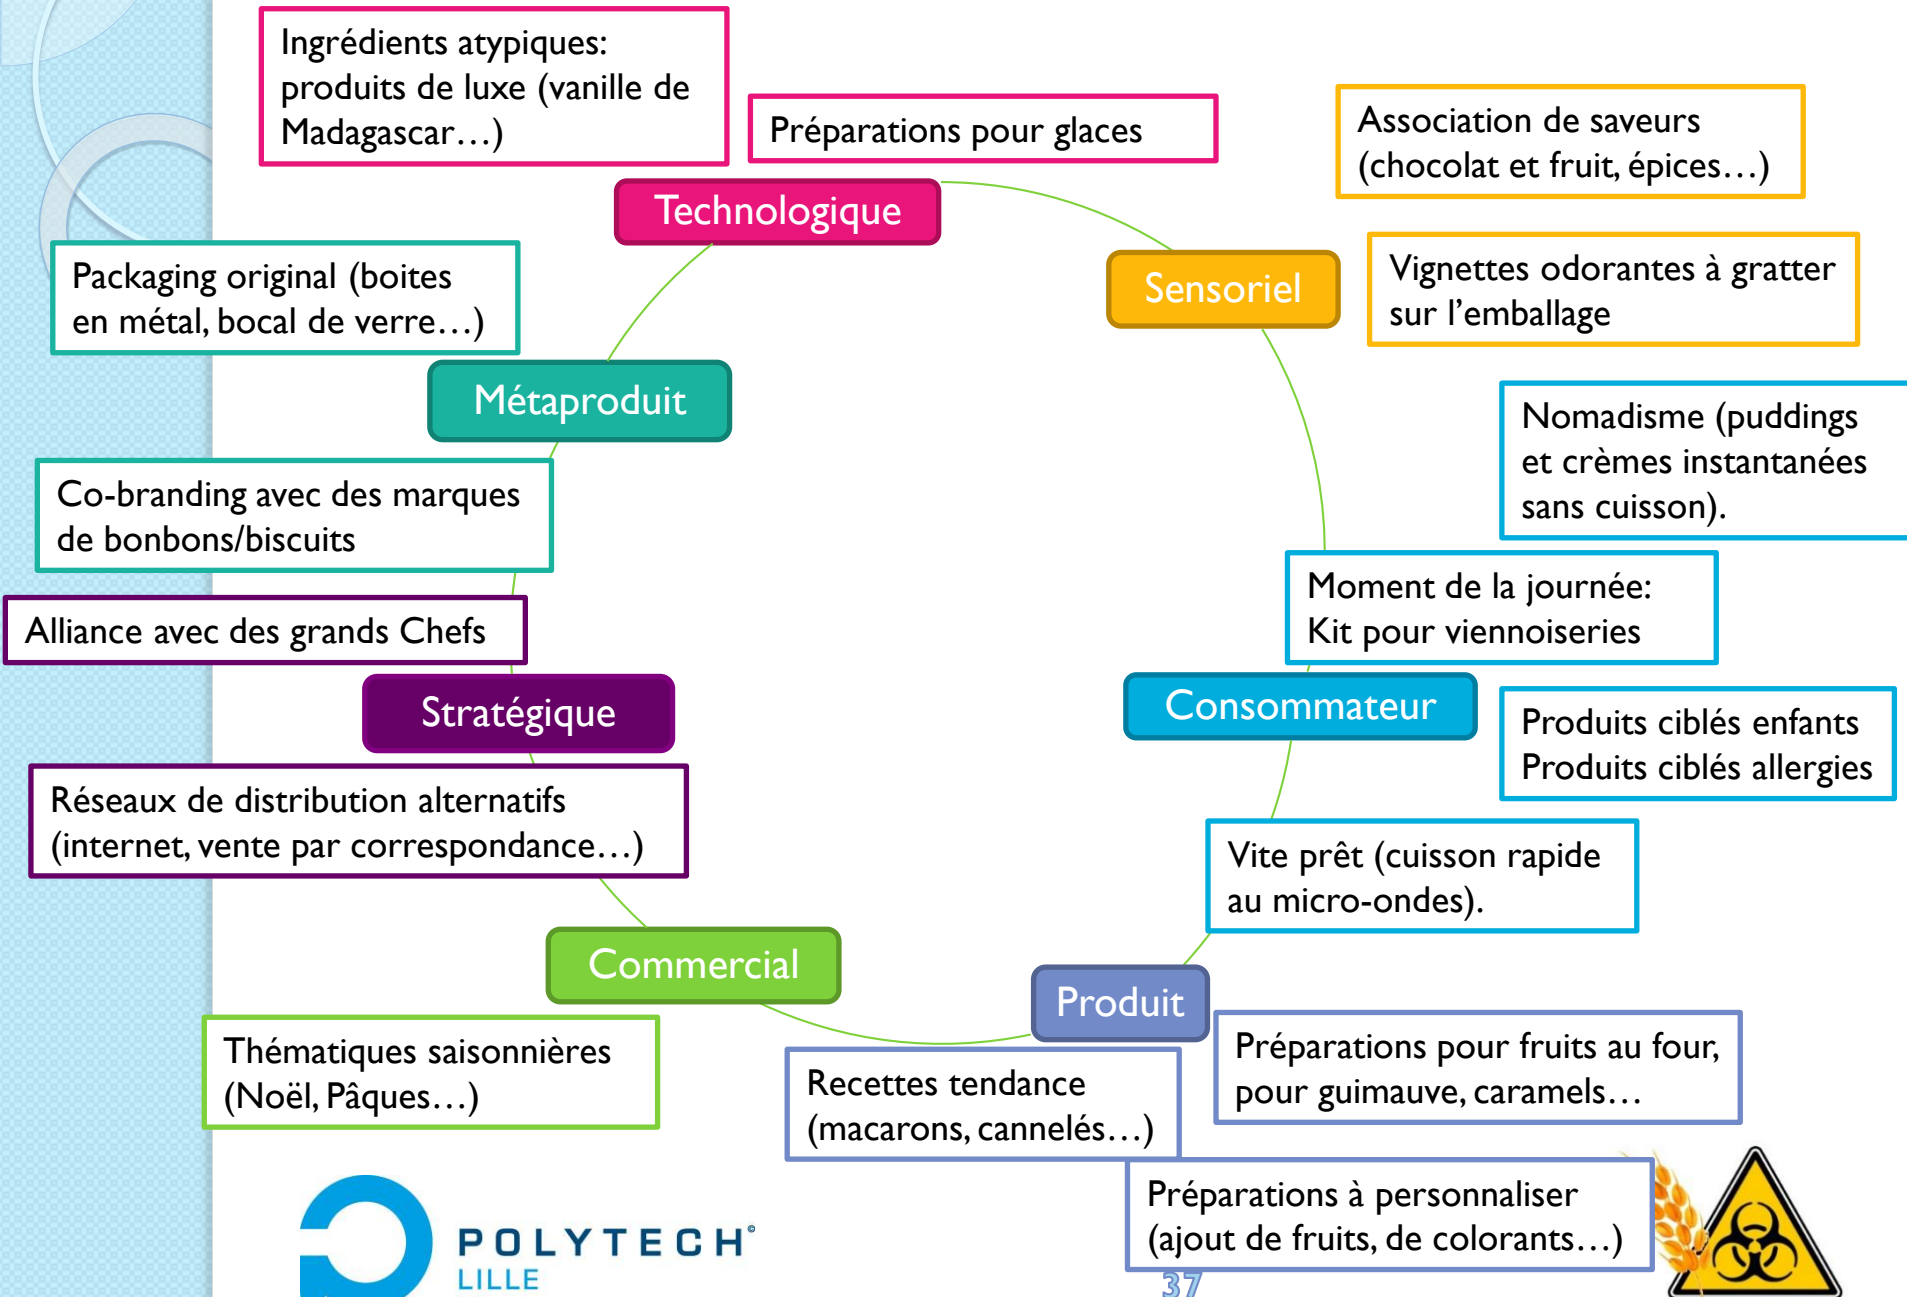 Ingrédients atypiques:
produits de luxe (vanille de
Madagascar…)
Préparations pour glaces
Association de saveurs
(chocolat et fruit, épices…)
Technologique
Sensoriel
Vignettes odorantes à gratter
sur l’emballage
Packaging original (boites
en métal, bocal de verre…)
Métaproduit
Nomadisme (puddings
et crèmes instantanées
sans cuisson).
Co-branding avec des marques
de bonbons/biscuits
Moment de la journée:
Kit pour viennoiseries
Alliance avec des grands Chefs
Stratégique
Consommateur
Produits ciblés enfants
Produits ciblés allergies
Réseaux de distribution alternatifs
(internet, vente par correspondance…)
Vite prêt (cuisson rapide
au micro-ondes).
Commercial
Produit
Thématiques saisonnières
(Noël, Pâques…)
Recettes tendance
(macarons, cannelés…)
Préparations pour fruits au four,
pour guimauve, caramels…
Préparations à personnaliser
(ajout de fruits, de colorants…)
POLYTECH©
LILLE
37